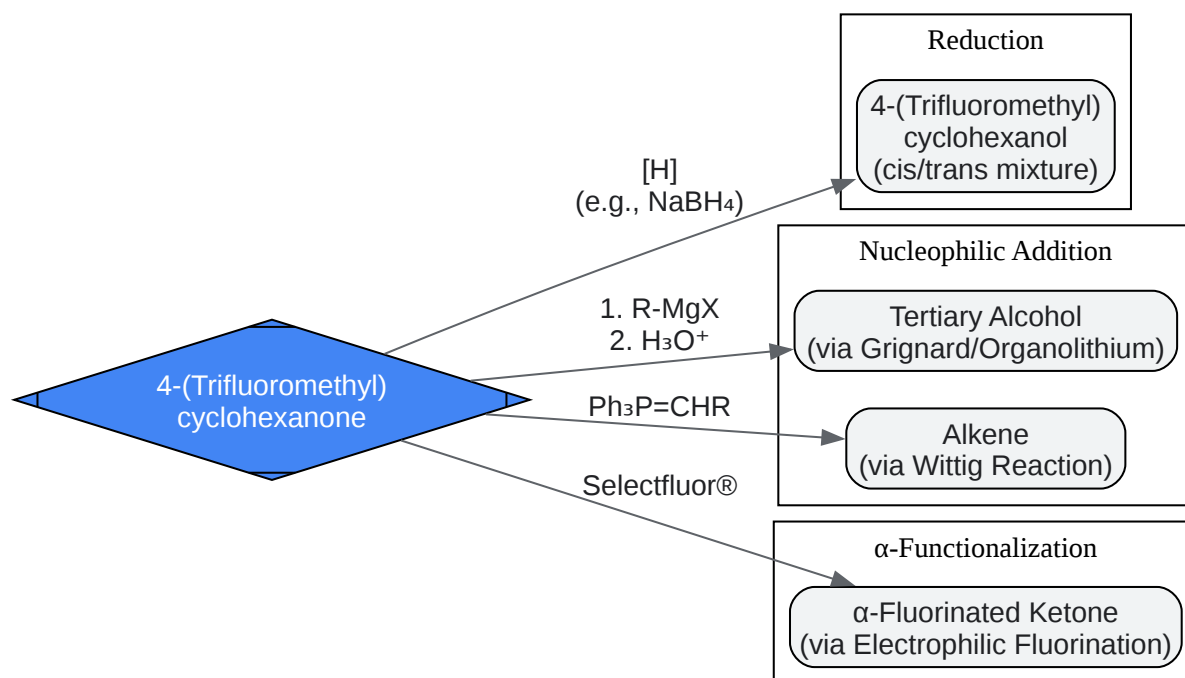 Reduction
4-(Trifluoromethyl)
cyclohexanol
(cis/trans mixture)
[H]
(e.g., NaBH₄)
Nucleophilic Addition
1. R-MgX
2. H₃O⁺
Tertiary Alcohol
(via Grignard/Organolithium)
4-(Trifluoromethyl)
cyclohexanone
Ph₃P=CHR
Alkene
(via Wittig Reaction)
Selectfluor®
α-Functionalization
α-Fluorinated Ketone
(via Electrophilic Fluorination)